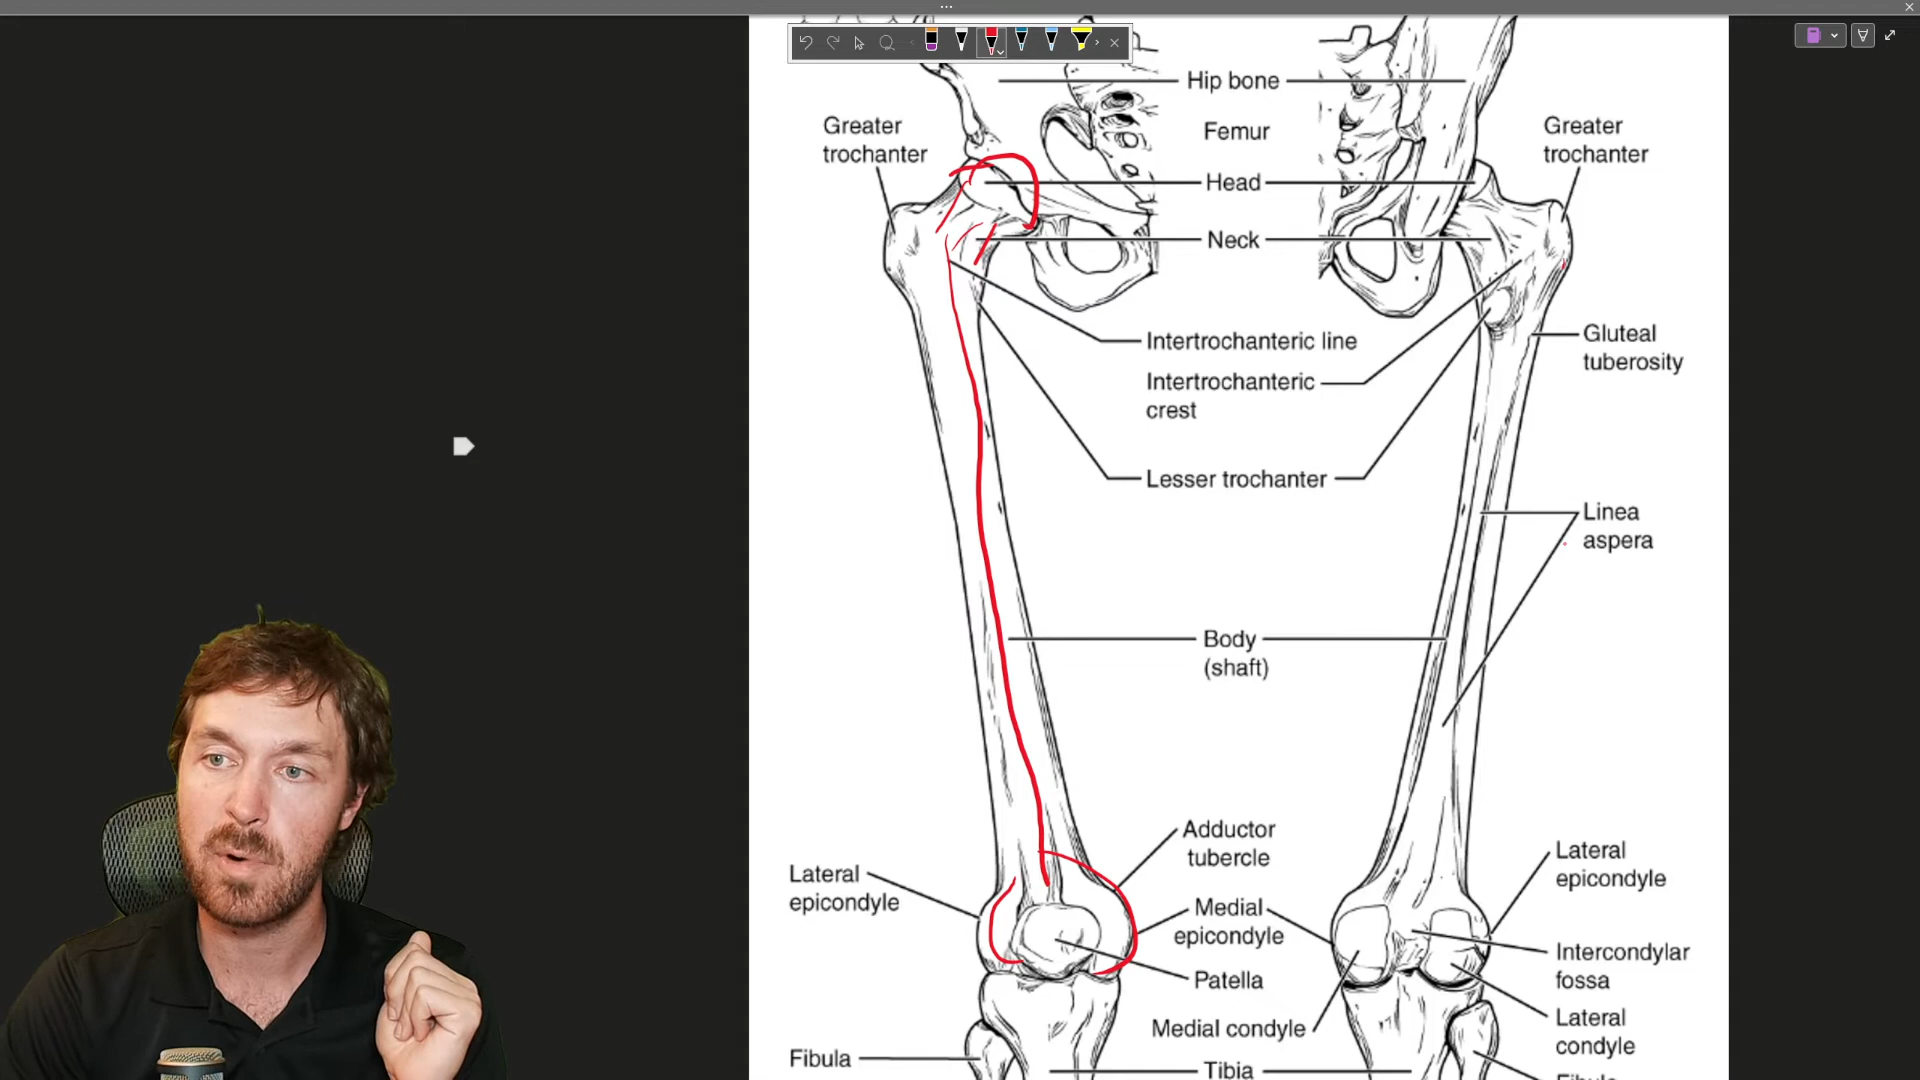 Hip bone
Greater
trochanter
Femur
Greater
trochanter
Head
Neck
Intertrochanteric line
Gluteal
tuberosity
Intertrochanteric
crest
Lesser trochanter
Linea
aspera
Body
(shaft)
Adductor
tubercle
Lateral
epicondyle
Lateral
epicondyle
Medial
epicondyle
Intercondylar
fossa
Patella
Medial condyle
Lateral
condyle
Fibula
Tibia
Fibula